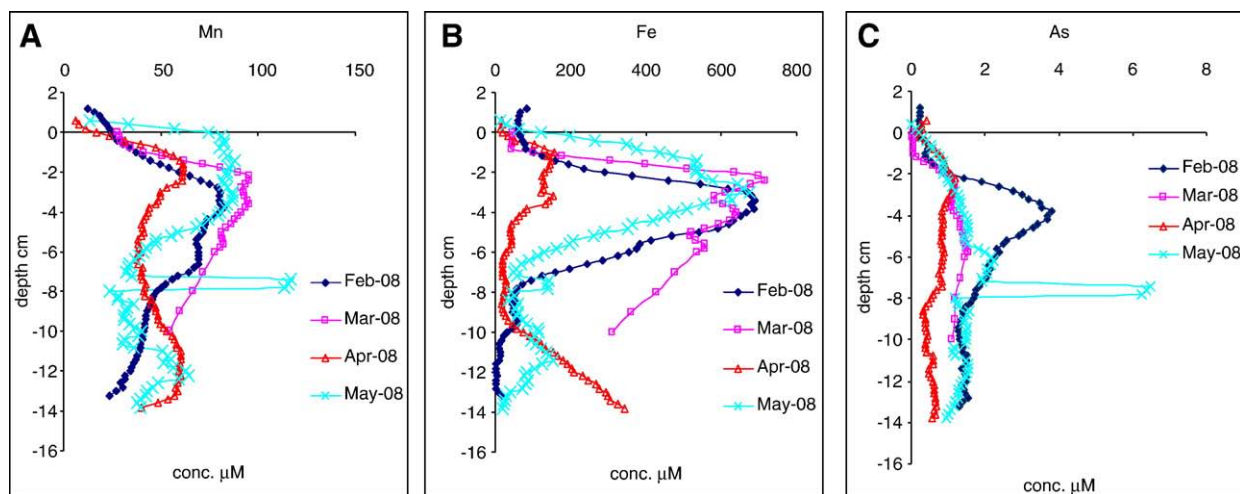 A
Mn
0 50 100 150
2
0
-2
-4
-6
-8
-10
-12
-14
-16
depth cm
Feb-08
Mar-08
Apr-08
May-08
conc. µM
B
Fe
0 200 400 600 800
2
0
-2
-4
-6
-8
-10
-12
-14
-16
depth cm
Feb-08
Mar-08
Apr-08
May-08
conc. µM
C
As
0 2 4 6 8
2
0
-2
-4
-6
-8
-10
-12
-14
-16
depth cm
Feb-08
Mar-08
Apr-08
May-08
conc. µM